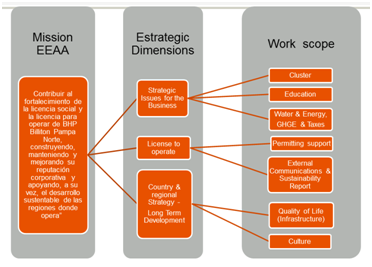 Mission
EEAA
Contribuir al
fortalecimiento de
la licencia social y
la licencia para
operar de BHP
Billiton Pampa
Norte,
construyendo,
manteniendo y
mejorando su
reputación
corporativa y
apoyando, a su
vez, el desarrollo
sustentable de las
regiones donde
opera"
Estrategic
Dimensions
Strategic
Issues for the
Business
License to
operate
Country &
regional
Strategy -
Long Term
Development
Work scope
Cluster
Education
Water & Energy,
GHGE & Taxes
Permitting support
External
Communications &
Sustainability
Report
Quality of Life
(Infrastructure)
Culture